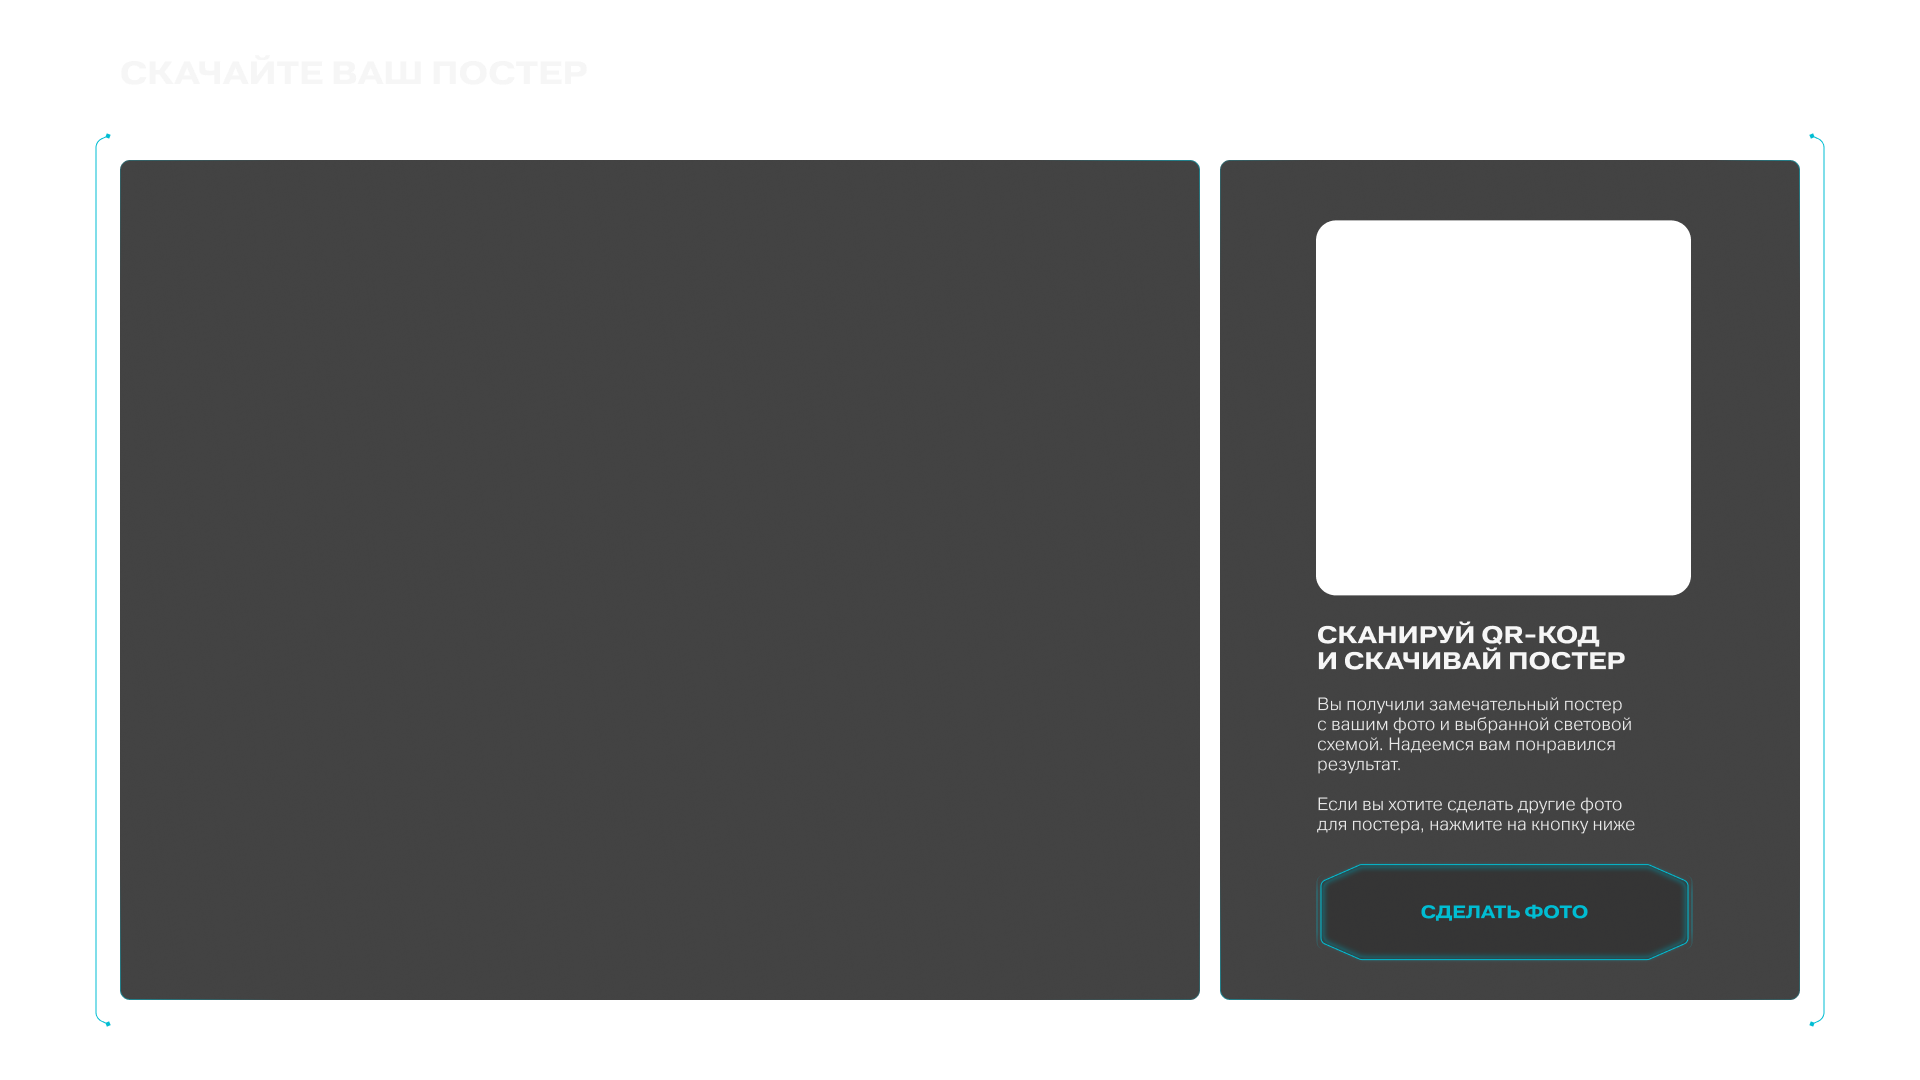 СКАЧАЙТЕ ВАШ ПОСТЕР
СКАНИРУЙ QR-КОД
И СКАЧИВАЙ ПОСТЕР
Вы получили замечательный постер
с вашим фото и выбранной световой
схемой. Надеемся вам понравился
результат.
Если вы хотите сделать другие фото
для постера, нажмите на кнопку ниже
СДЕЛАТЬ ФОТО